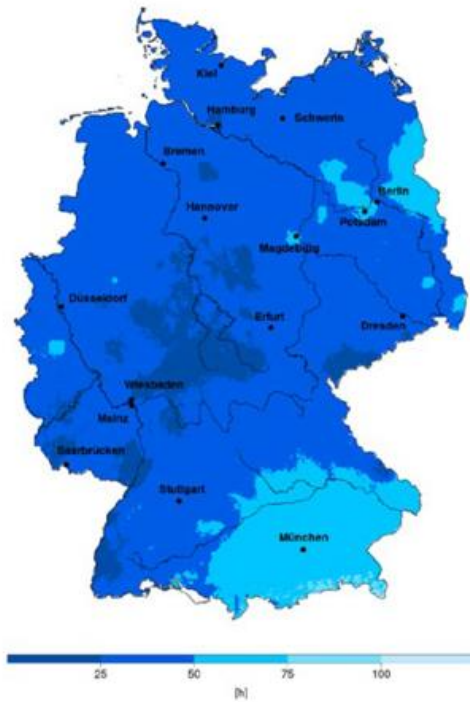 Kiel
Hamburg
Schwerin
Bremen
Berlin
Hannover
Potsdam
Magdeburg
Düsseldorf
Erfurt
Dresden
Wiesbaden
Mainz
Saarbrücken
Stuttgart
München
25 50 75 100
[h]